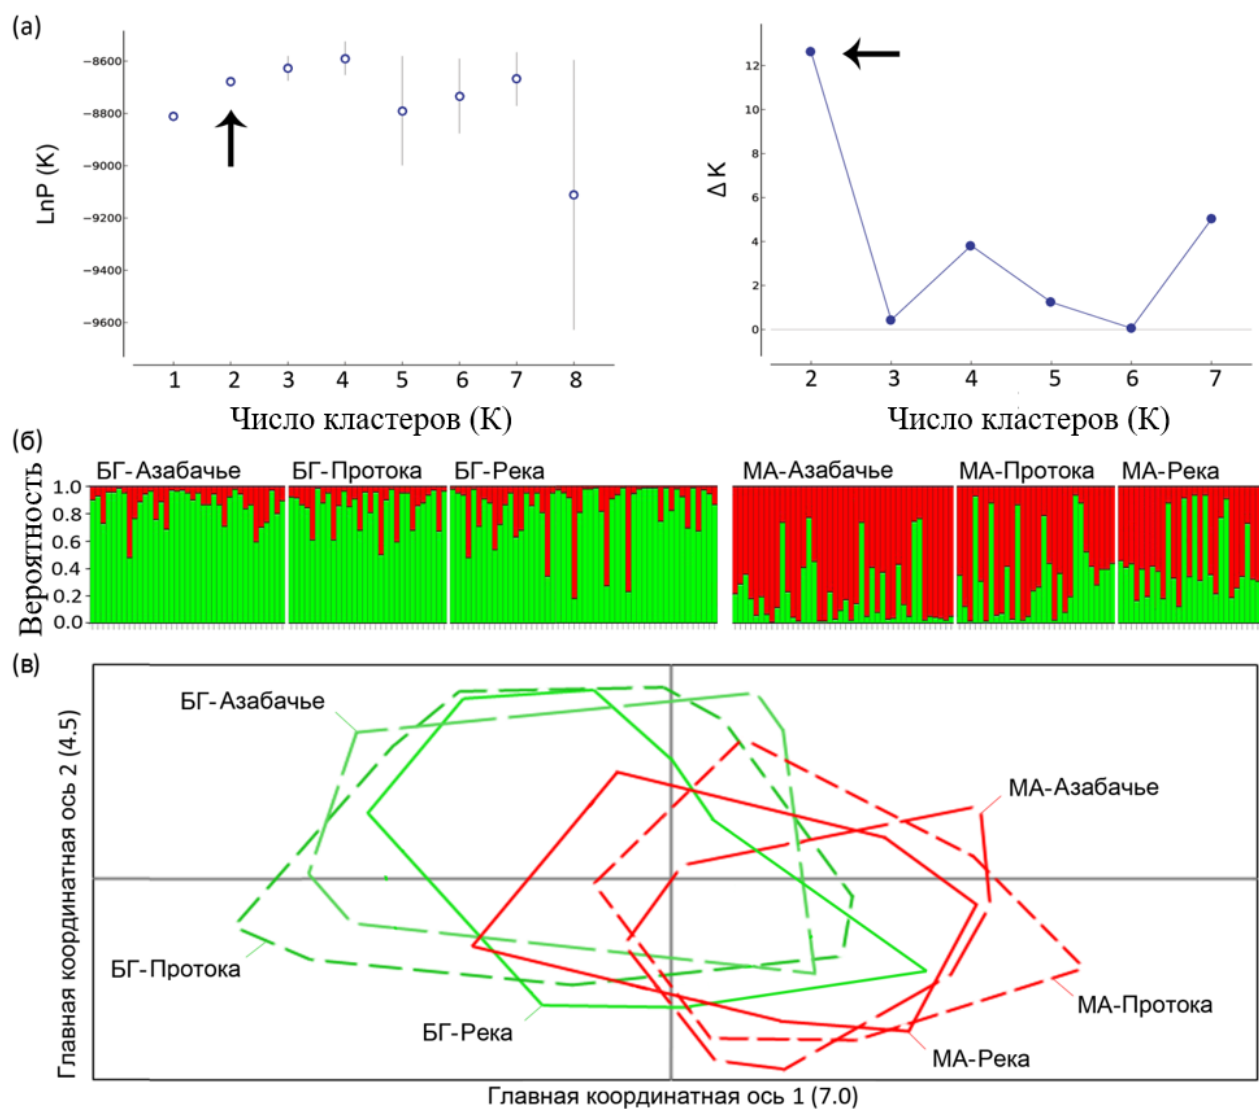 (а)
−8600
−8800
−9000
−9200
−9400
−9600
LnP (K)
1 2 3 4 5 6 7 8
Число кластеров (К)
12
10
8
6
4
2
0
Δ K
2 3 4 5 6 7
Число кластеров (К)
(б)
БГ-Азабачье БГ-Протока БГ-Река МА-Азабачье МА-Протока МА-Река
Вероятность
1.0
0.8
0.6
0.4
0.2
0.0
(в)
Главная координатная ось 2 (4.5)
БГ-Азабачье
МА-Азабачье
БГ-Протока
МА-Протока
БГ-Река
МА-Река
Главная координатная ось 1 (7.0)